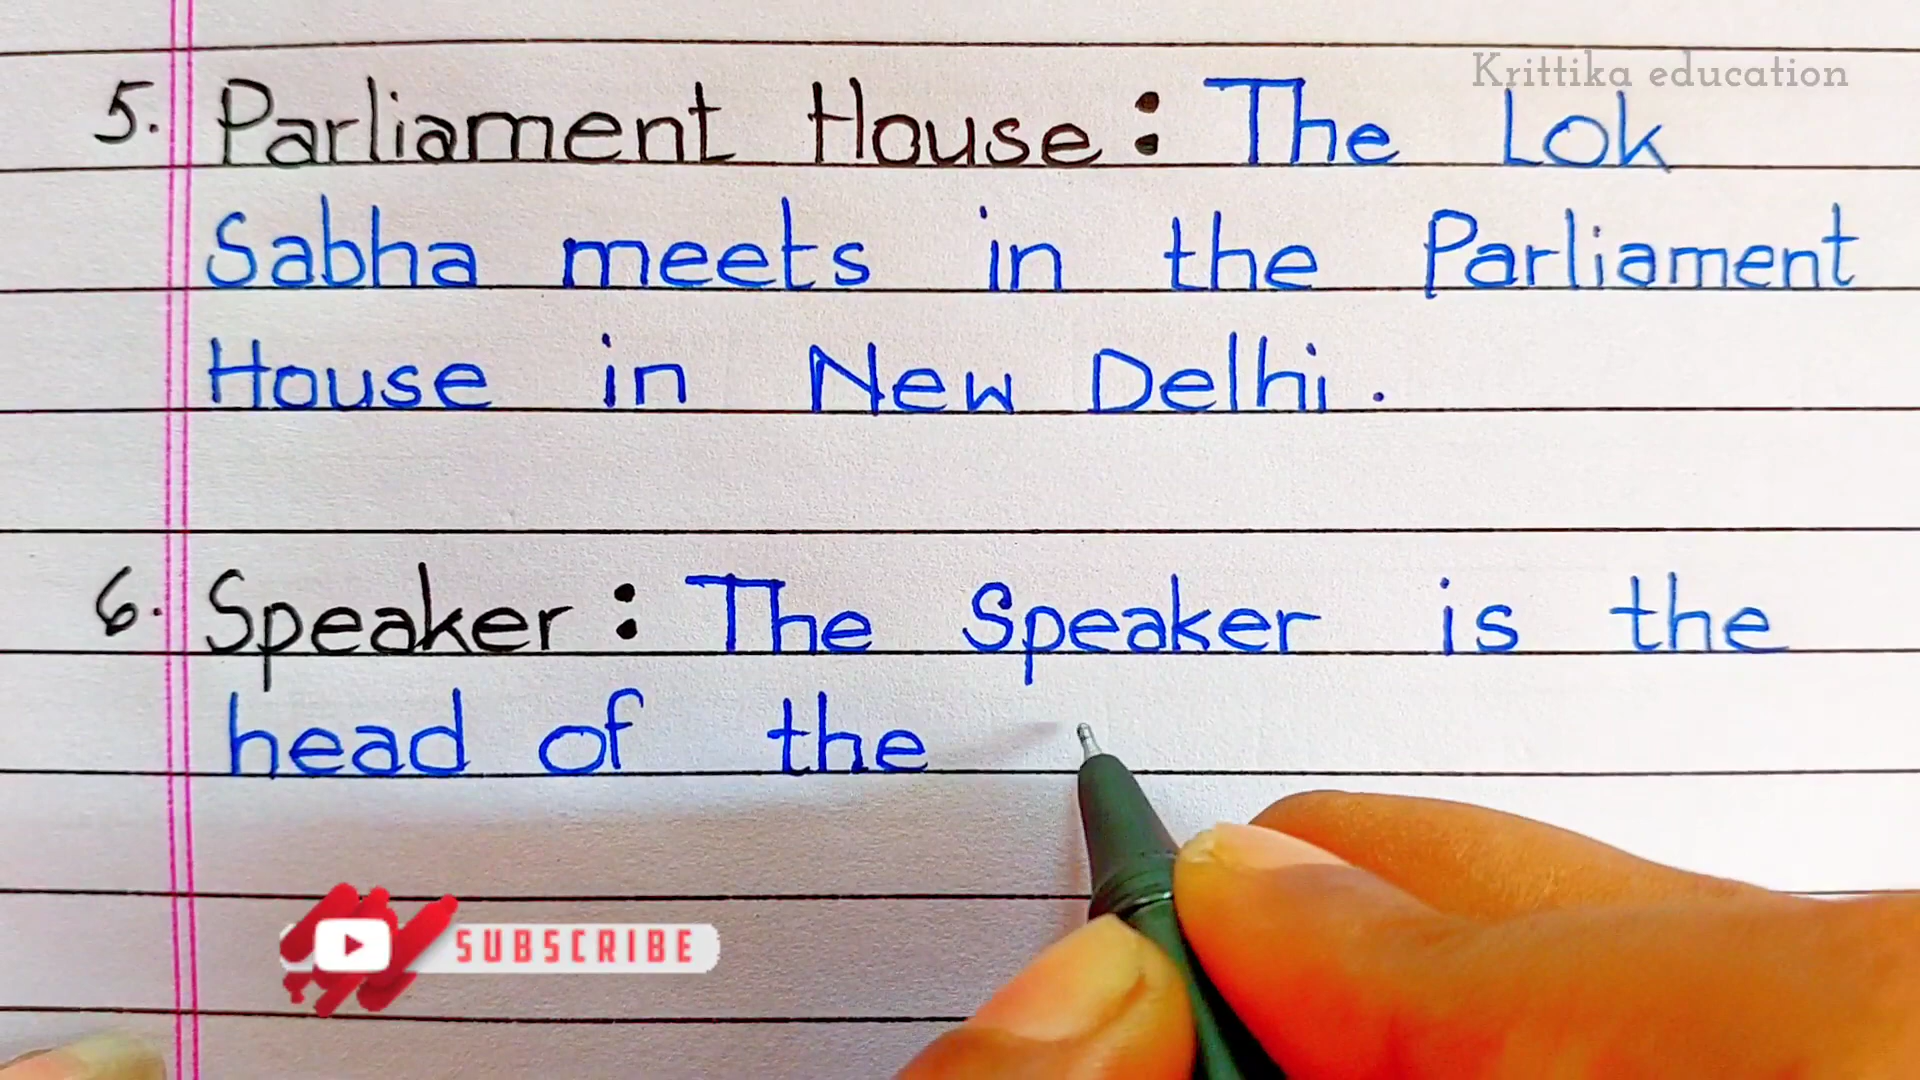 Krittika education
5. Parliament House: The Lok
Sabha meets in the Parliament
House in New Delhi.
6. Speaker: The Speaker is the
head of the
SUBSCRIBE